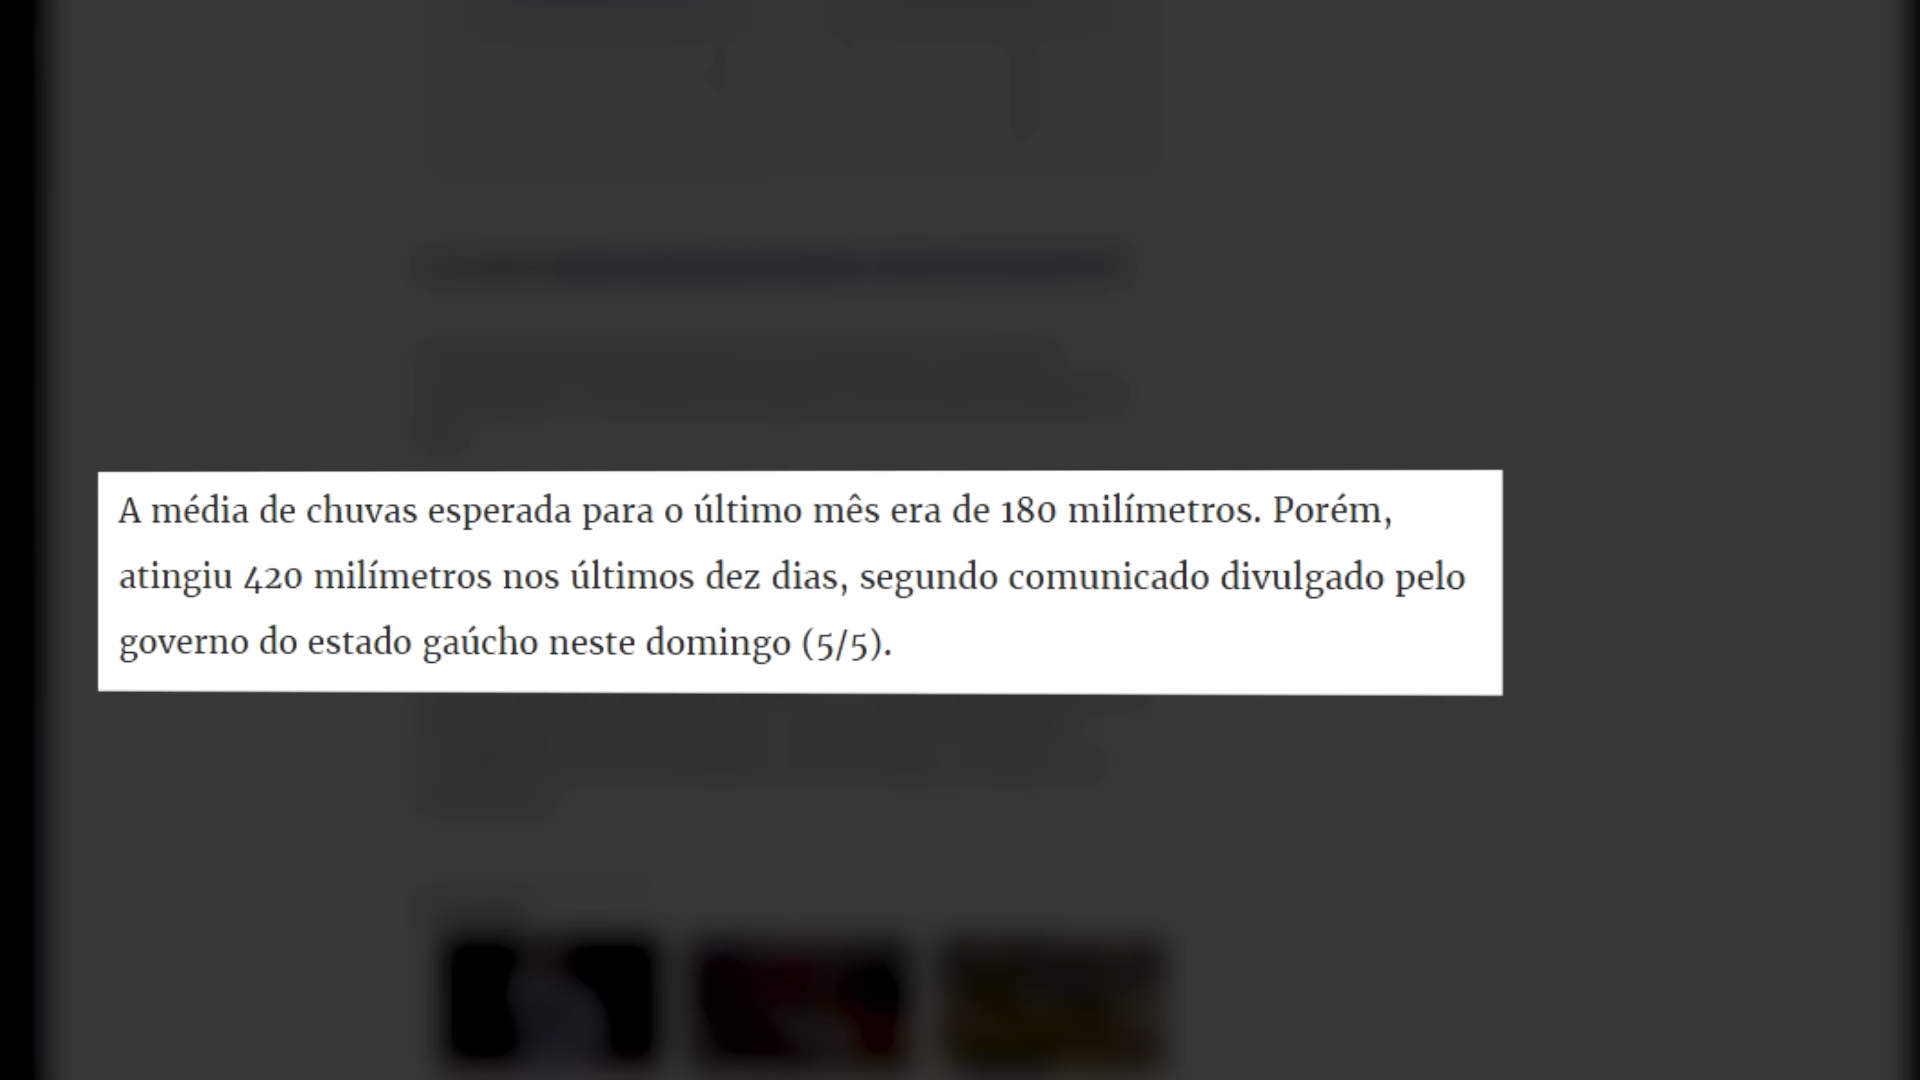 A média de chuvas esperada para o último mês era de 180 milímetros. Porém,
atingiu 420 milímetros nos últimos dez dias, segundo comunicado divulgado pelo
governo do estado gaúcho neste domingo (5/5).